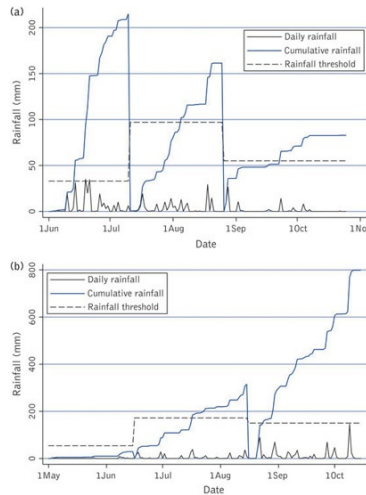 (a)
Daily rainfall
Cumulative rainfall
Rainfall threshold
Rainfall (mm)
200
150
100
50
0
1Jun 1Jul 1Aug 1Sep 1Oct 1No
Date
(b)
Daily rainfall
Cumulative rainfall
Rainfall threshold
Rainfall (mm)
800
600
400
200
0
1May 1Jun 1Jul 1Aug 1Sep 1Oct
Date